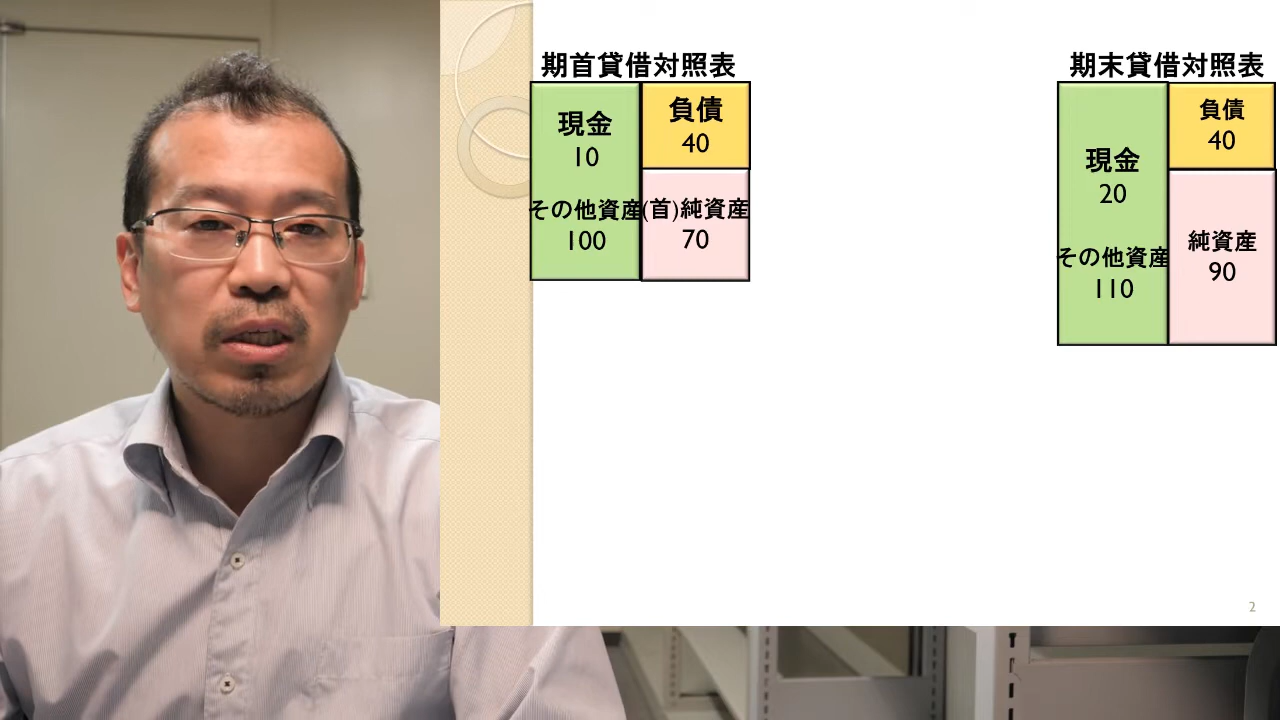 期首貸借対照表
現金
10
その他資産
100
負債
40
(首)純資産
70
期末貸借対照表
現金
20
その他資産
110
負債
40
純資産
90
2